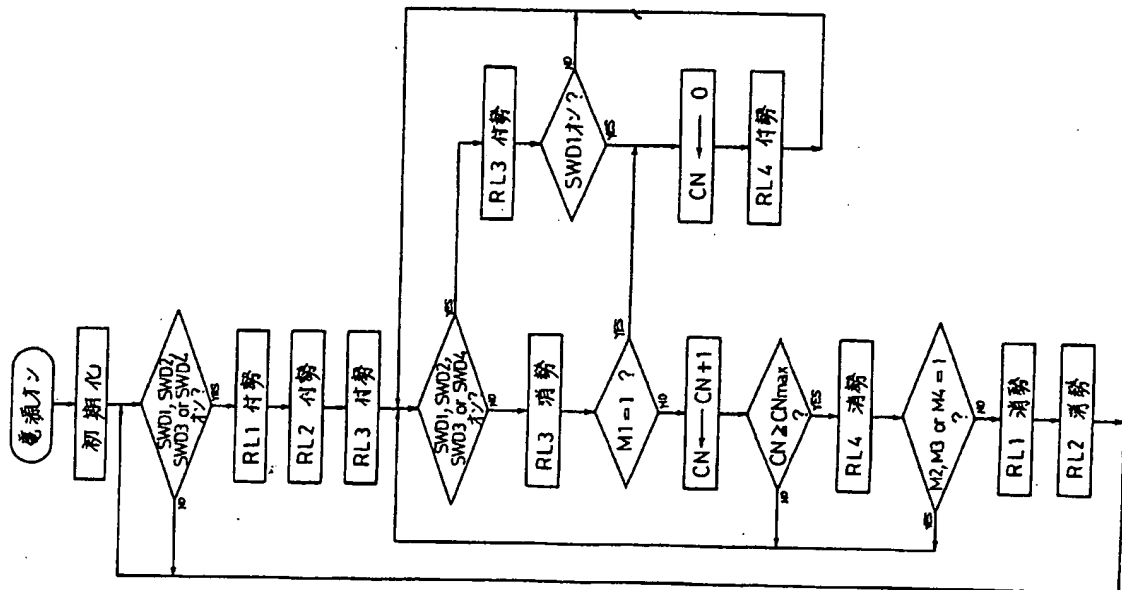 電源オン
初期化
SWD1, SWD2,
SWD3 or SWD4
オン?
YES
NO
RL1 付勢
RL2 付勢
RL3 付勢
SWD1, SWD2,
SWD3 or SWD4
オン?
YES
NO
RL3 付勢
SWD1オン?
NO
YES
CN ← 0
RL4 付勢
RL3 消勢
M1=1 ?
YES
NO
CN ← CN+1
CN≧CNmax
?
NO
YES
RL4 消勢
M2,M3 or M4=1
?
YES
NO
RL1 消勢
RL2 消勢